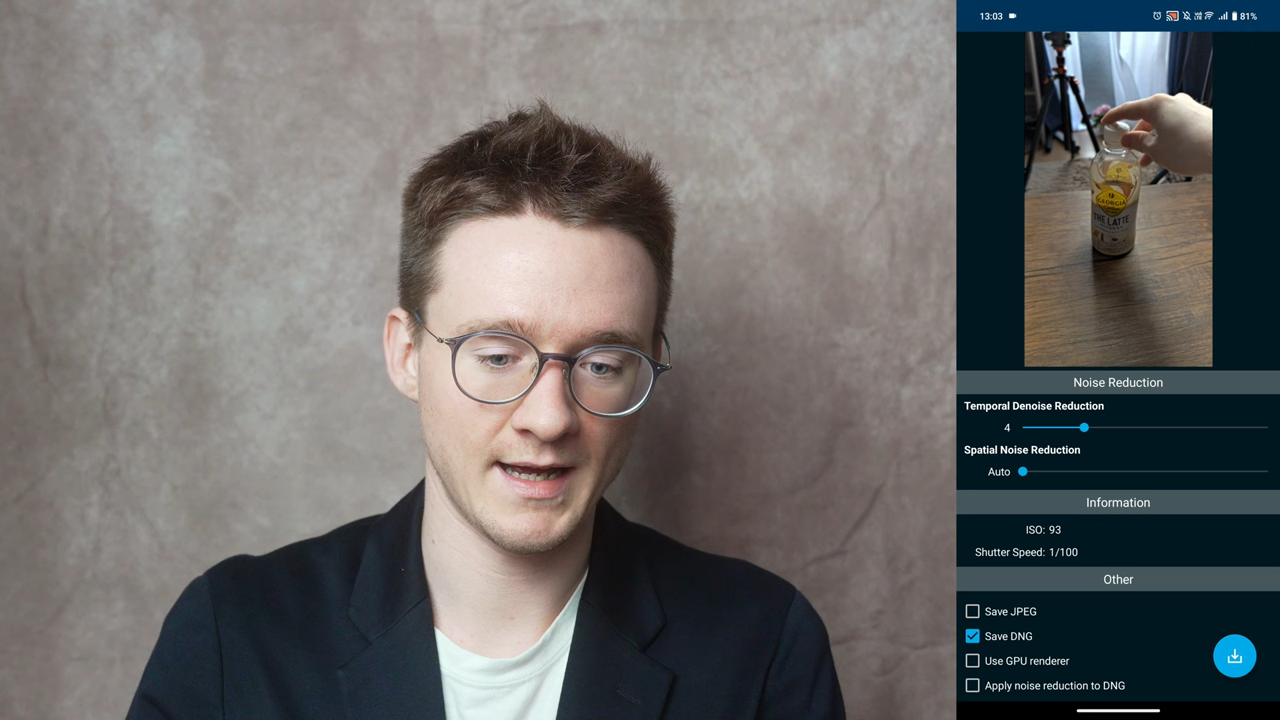 13:03
81%
GEORGIA
THE LATTE
Noise Reduction
Temporal Denoise Reduction
4
Spatial Noise Reduction
Auto
Information
ISO: 93
Shutter Speed: 1/100
Other
Save JPEG
Save DNG
Use GPU renderer
Apply noise reduction to DNG